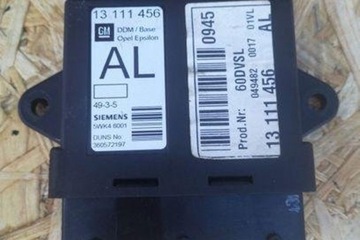 13 111 456
GM
DDM / Base
Opel Epsilon
AL
49-3-5
SIEMENS
5WK4 6001
DUNS No
360572197
0945
01VL
AL
60DVSL
049482 0017
Prod.Nr:
13 111 456